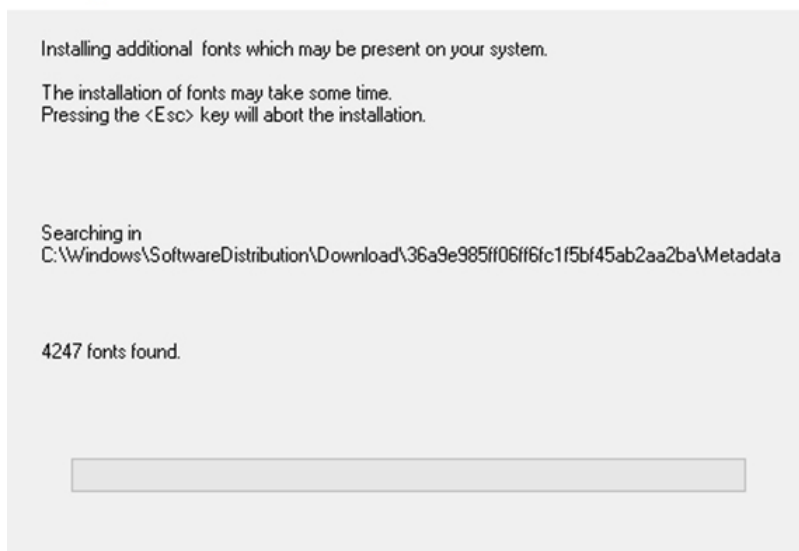 Installing additional  fonts which may be present on your system.
The installation of fonts may take some time.
Pressing the <Esc> key will abort the installation.
Searching in
C:\Windows\SoftwareDistribution\Download\36a9e985ff06ff6fc1f5bf45ab2aa2ba\Metadata
4247 fonts found.